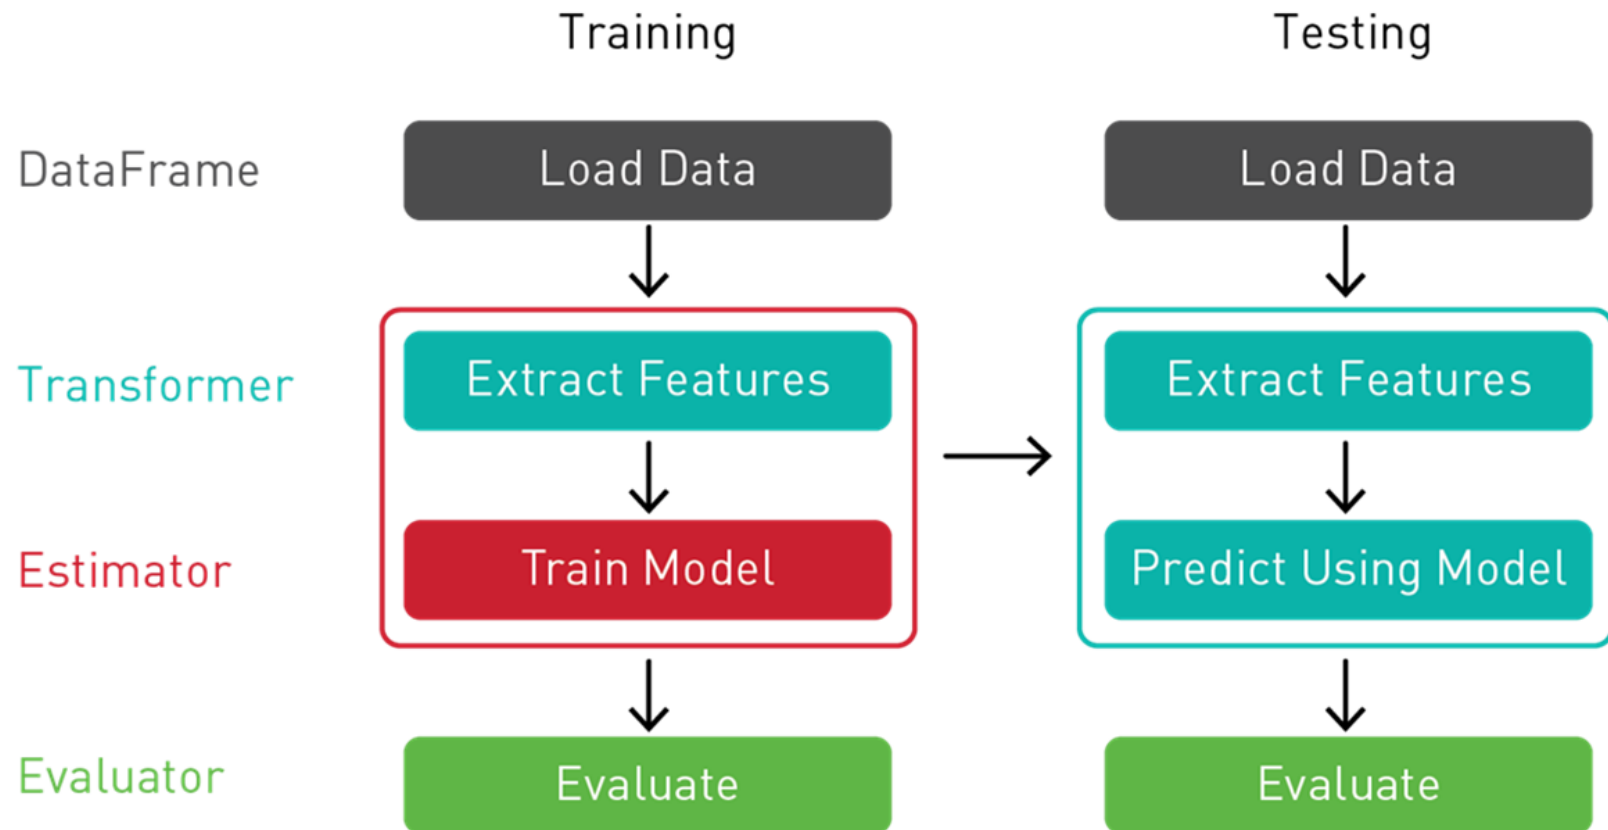 Training
Testing
DataFrame
Load Data
Load Data
Transformer
Extract Features
Extract Features
Estimator
Train Model
Predict Using Model
Evaluator
Evaluate
Evaluate